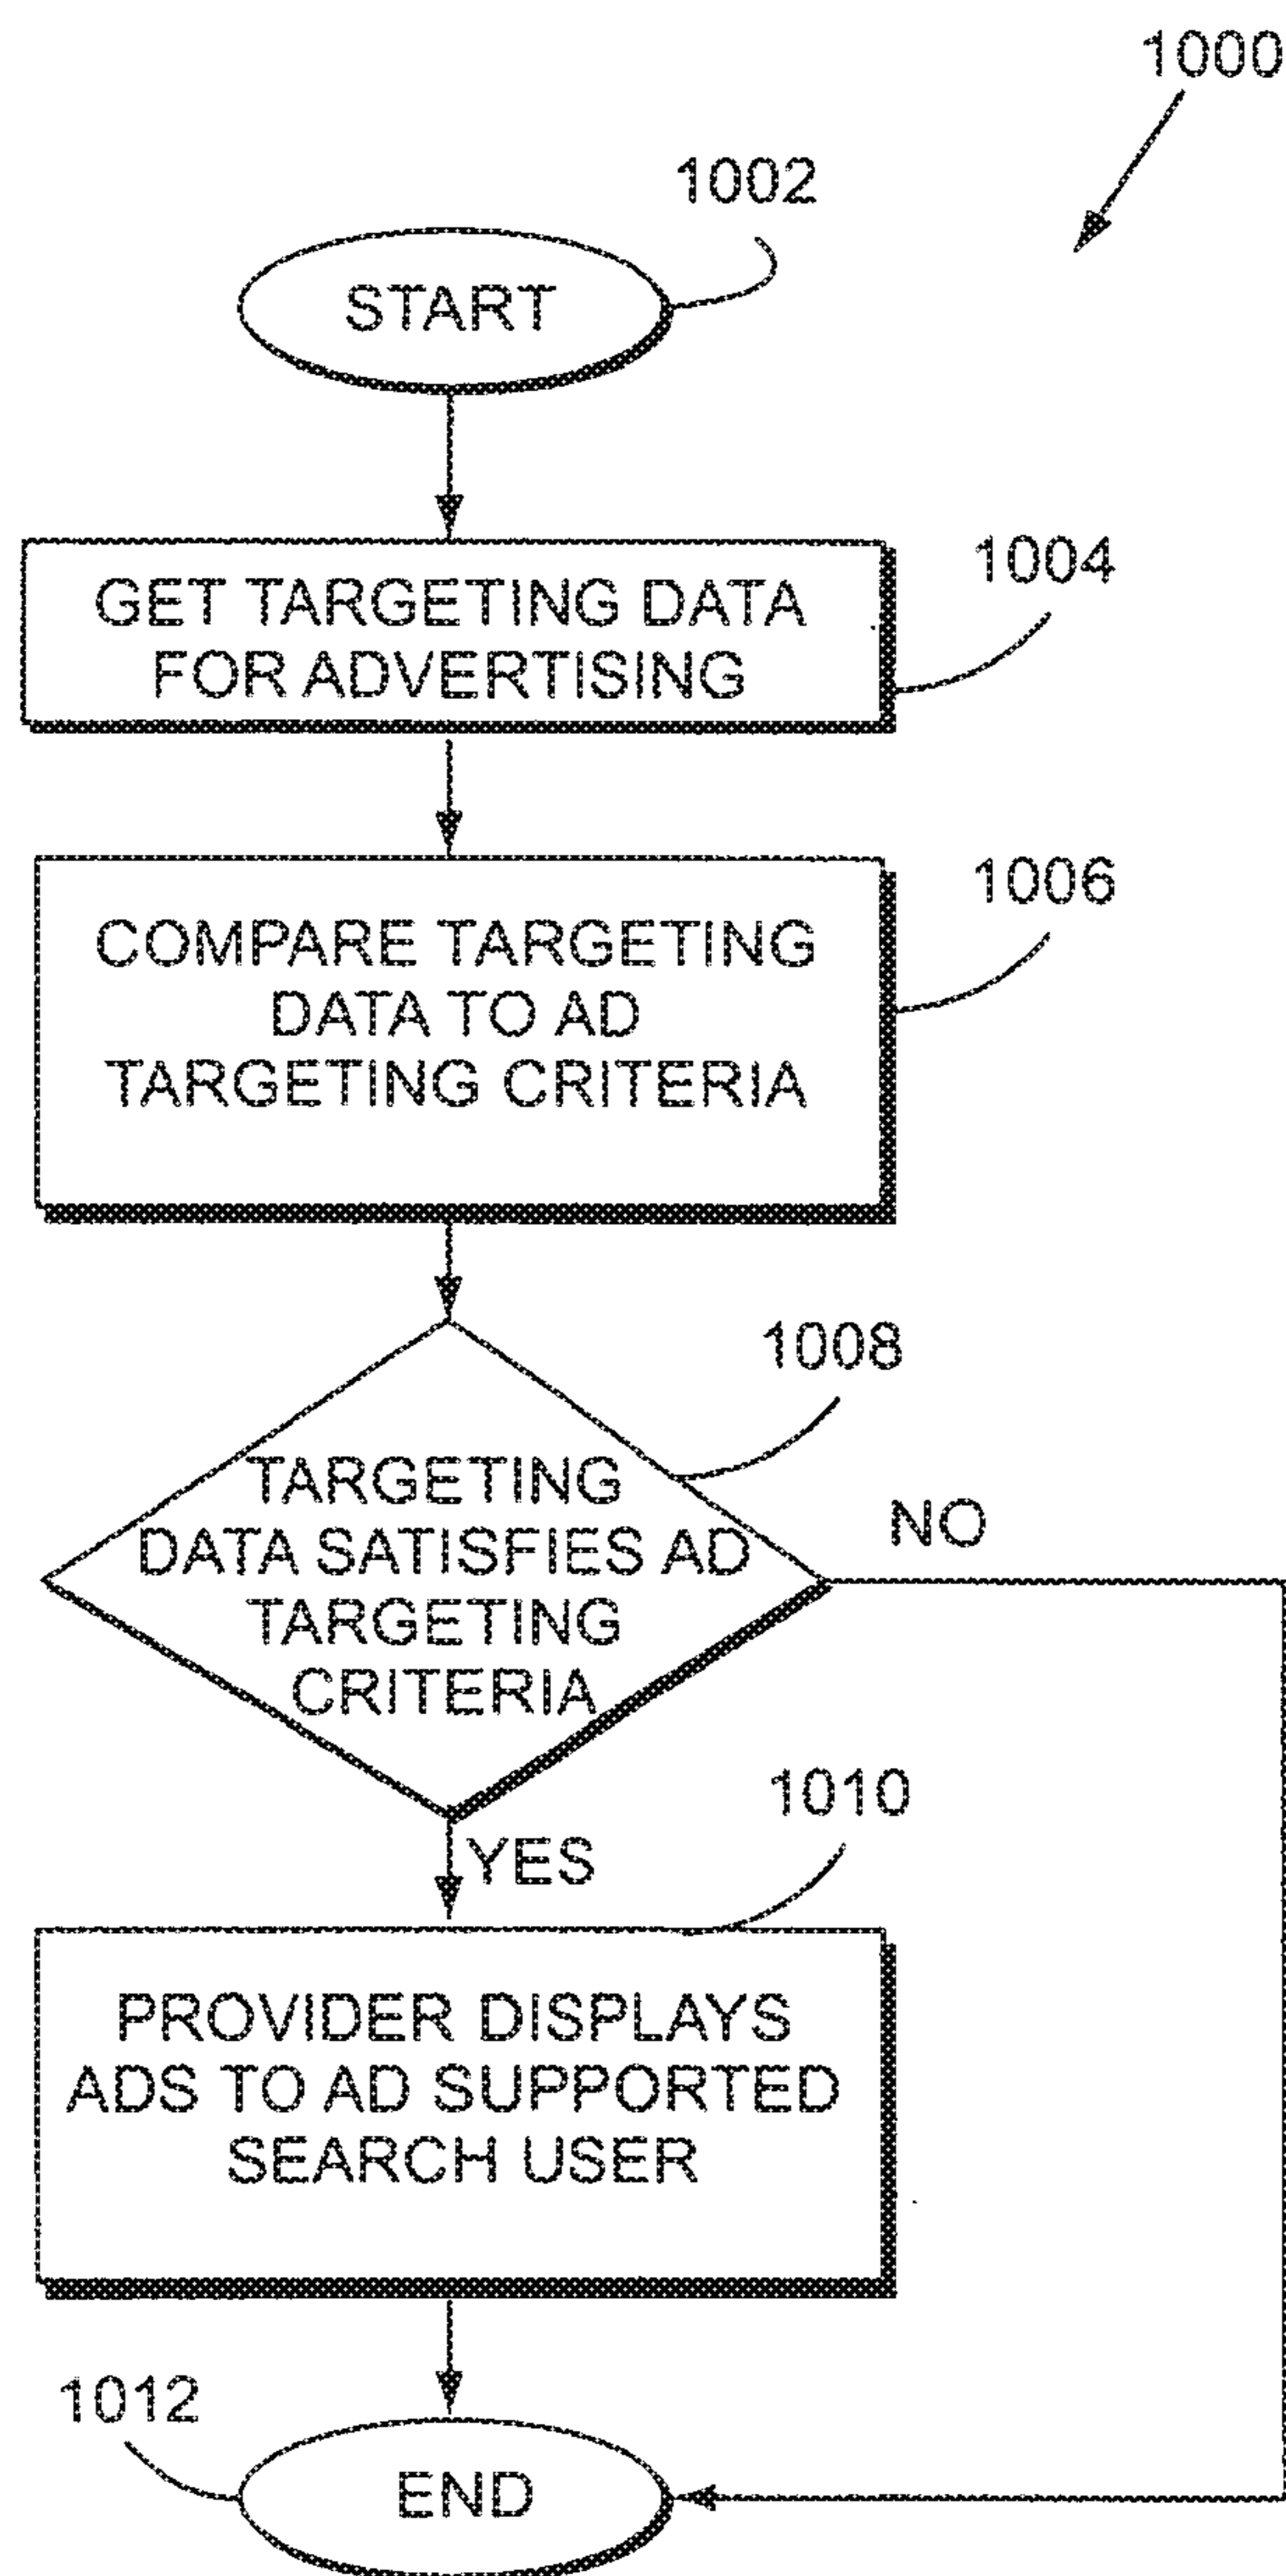 1000
1002
START
1004
GET TARGETING DATA
FOR ADVERTISING
1006
COMPARE TARGETING
DATA TO AD
TARGETING CRITERIA
1008
TARGETING
DATA SATISFIES AD
TARGETING
CRITERIA
NO
YES
1010
PROVIDER DISPLAYS
ADS TO AD SUPPORTED
SEARCH USER
1012
END